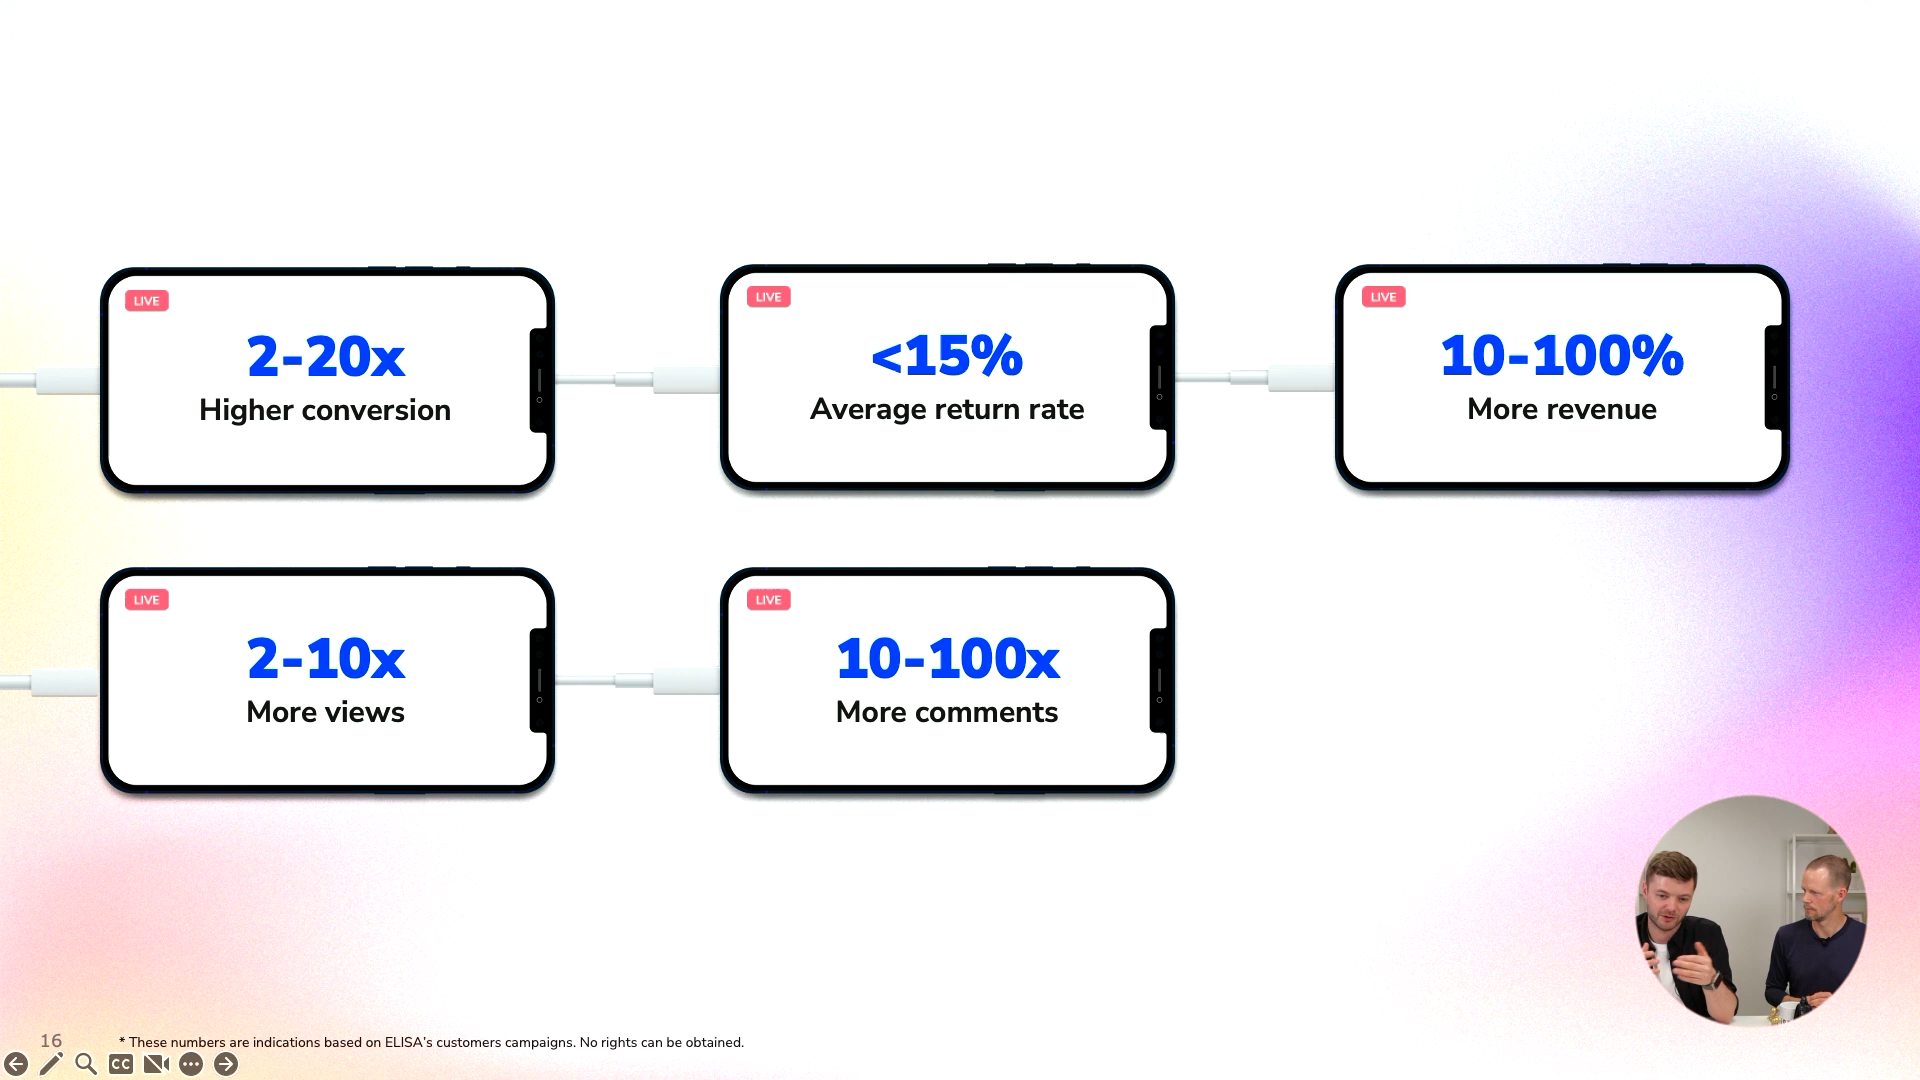 LIVE
2-20x
Higher conversion
LIVE
<15%
Average return rate
LIVE
10-100%
More revenue
LIVE
2-10x
More views
LIVE
10-100x
More comments
16
* These numbers are indications based on ELISA's customers campaigns. No rights can be obtained.
CC